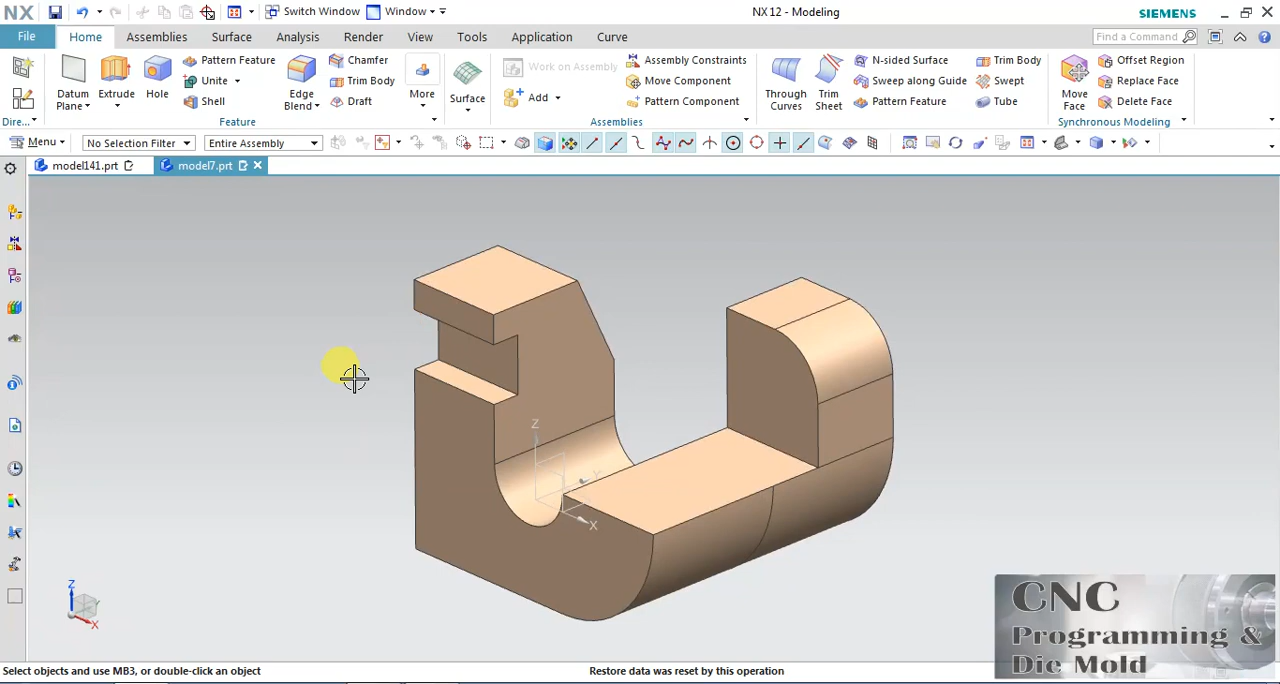 NX
Switch Window
Window
NX 12 - Modeling
SIEMENS
File
Home
Assemblies
Surface
Analysis
Render
View
Tools
Application
Curve
Find a Command
Datum Plane
Extrude
Hole
Pattern Feature
Unite
Shell
Edge Blend
Chamfer
Trim Body
Draft
More
Surface
Work on Assembly
Add
Assembly Constraints
Move Component
Pattern Component
Through Curves
Trim Sheet
N-sided Surface
Sweep along Guide
Pattern Feature
Trim Body
Swept
Tube
Move Face
Offset Region
Replace Face
Delete Face
Dire...
Feature
Assemblies
Synchronous Modeling
Menu
No Selection Filter
Entire Assembly
model141.prt
model7.prt
Z
Y
X
Z
X
CNC
Programming &
Die Mold
Select objects and use MB3, or double-click an object
Restore data was reset by this operation